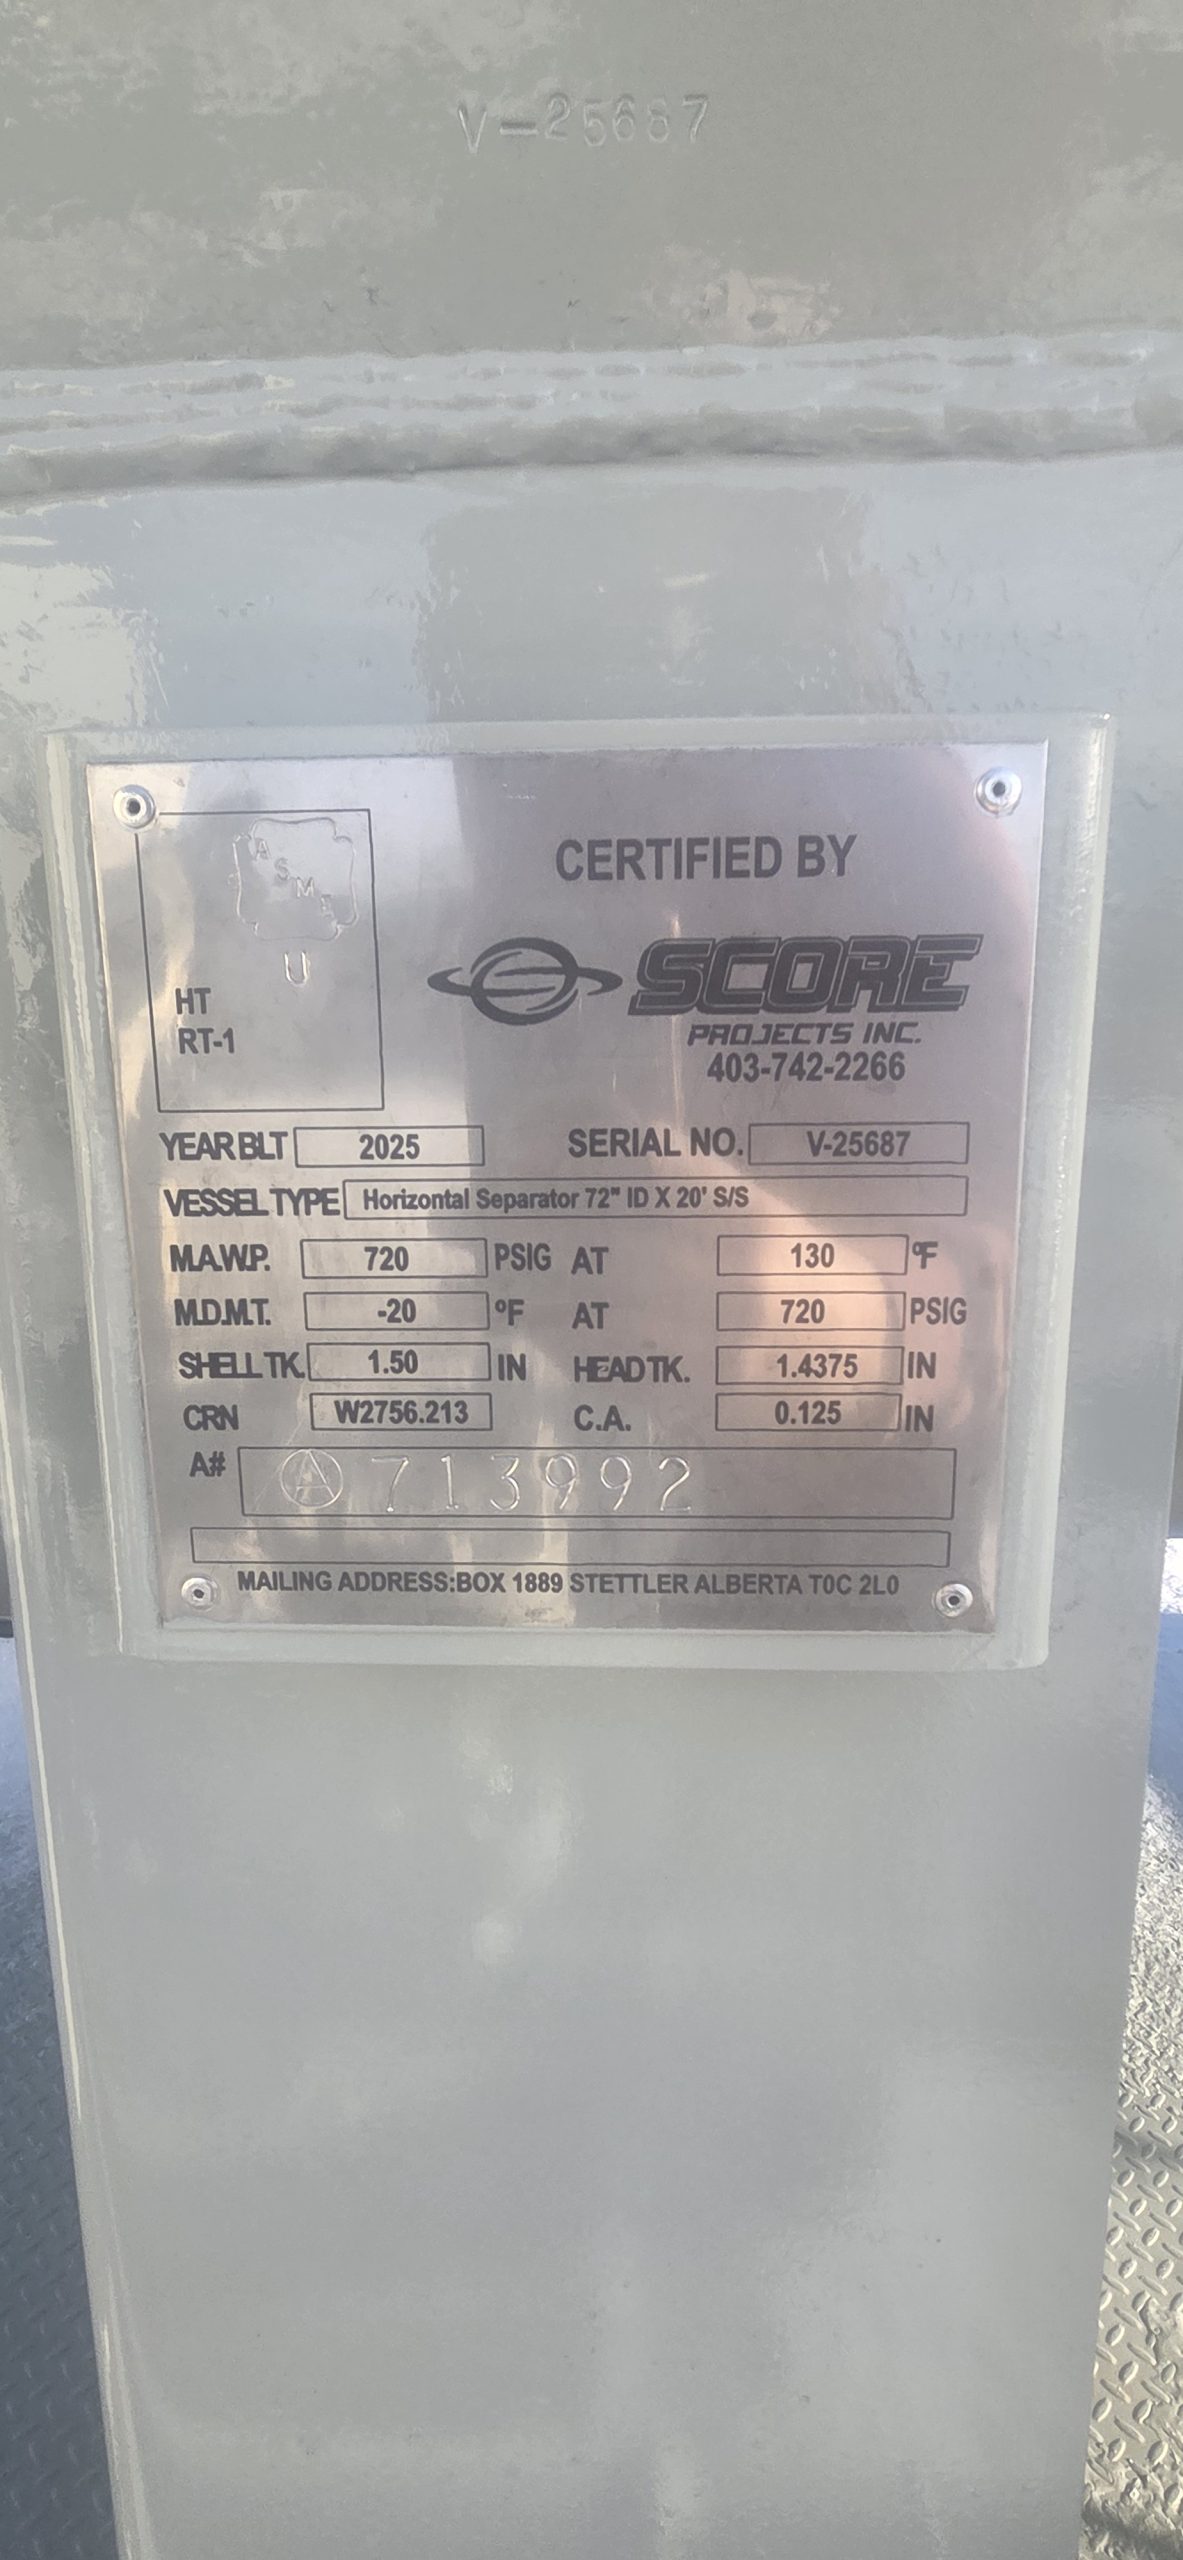 V-25687
ASME
U
HT
RT-1
CERTIFIED BY
SCORE
PROJECTS INC.
403-742-2266
YEAR BLT 2025 SERIAL NO. V-25687
VESSEL TYPE Horizontal Separator 72" ID X 20' S/S
M.A.W.P. 720 PSIG AT 130 °F
M.D.M.T. -20 °F AT 720 PSIG
SHELL TK. 1.50 IN HEAD TK. 1.4375 IN
CRN W2756.213 C.A. 0.125 IN
A# Ⓐ 713992
MAILING ADDRESS:BOX 1889 STETTLER ALBERTA T0C 2L0